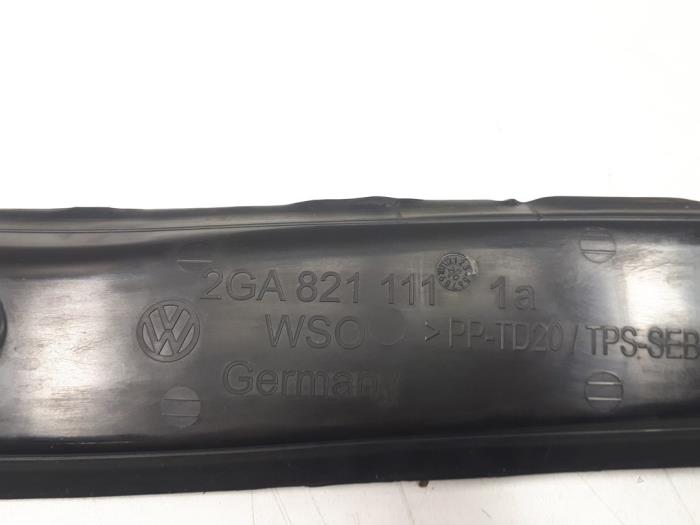 2GA 821 111 1a
WSO > PP-TD20 / TPS-SEB
Germany